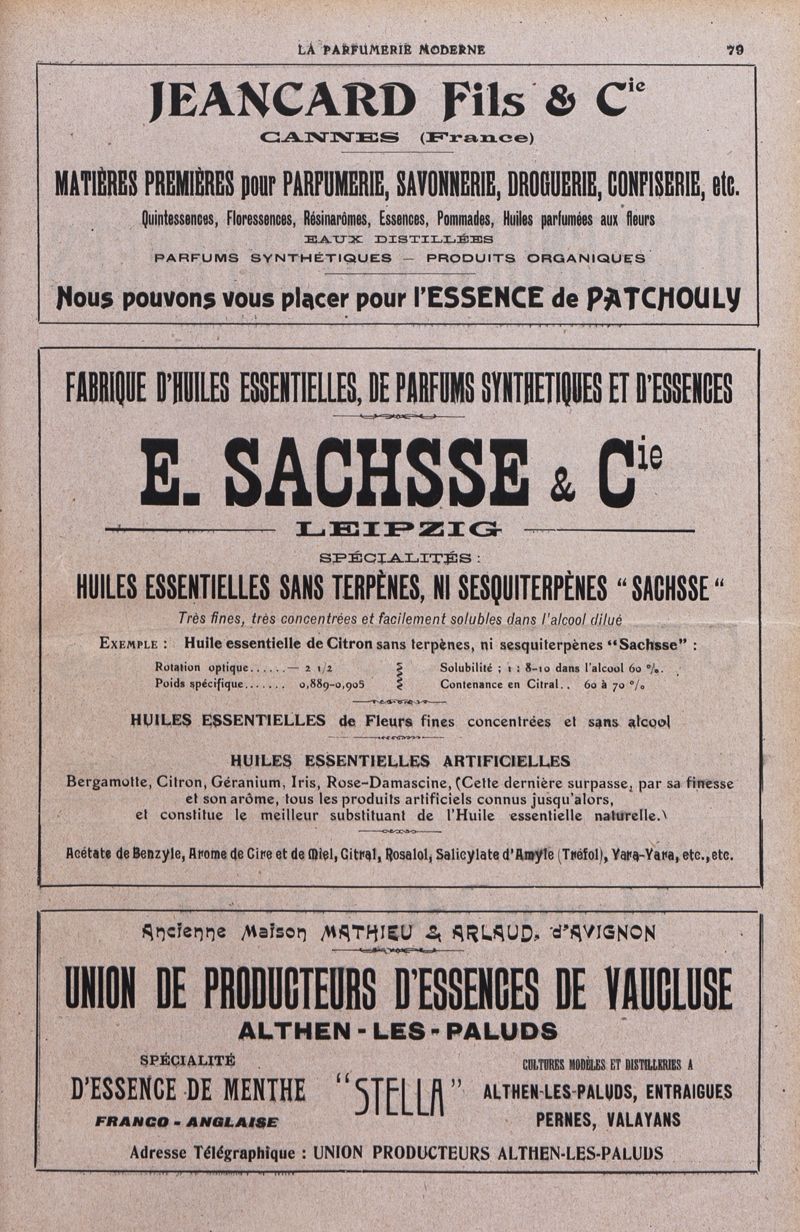 LA PARFUMERIE MODERNE 79
JEANCARD Fils & Cie
CANNES (France)
MATIÈRES PREMIÈRES pour PARFUMERIE, SAVONNERIE, DROGUERIE, CONFISERIE, etc.
Quintessences, Floressences, Résinarômes, Essences, Pommades, Huiles parfumées aux fleurs
EAUX DISTILLÉES
PARFUMS SYNTHÉTIQUES — PRODUITS ORGANIQUES
Nous pouvons vous placer pour l'ESSENCE de PATCHOULY
FABRIQUE D'HUILES ESSENTIELLES, DE PARFUMS SYNTHETIQUES ET D'ESSENCES
E. SACHSSE & Cie
LEIPZIG
SPÉCIALITÉS :
HUILES ESSENTIELLES SANS TERPÈNES, NI SESQUITERPÈNES "SACHSSE"
Très fines, très concentrées et facilement solubles dans l'alcool dilué
EXEMPLE : Huile essentielle de Citron sans terpènes, ni sesquiterpènes "Sachsse" :
Rotation optique......— 2 1/2 Solubilité ; 1 : 8-10 dans l'alcool 60 %.
Poids spécifique....... 0,889-0,905 Contenance en Citral.. 60 à 70 %
HUILES ESSENTIELLES de Fleurs fines concentrées et sans alcool
HUILES ESSENTIELLES ARTIFICIELLES
Bergamotte, Citron, Géranium, Iris, Rose-Damascine, (Cette dernière surpasse, par sa finesse
et son arôme, tous les produits artificiels connus jusqu'alors,
et constitue le meilleur substituant de l'Huile essentielle naturelle.)
Acétate de Benzyle, Arome de Cire et de Miel, Citral, Rosalol, Salicylate d'Amyle (Tréfol), Yara-Yara, etc.,etc.
Ancienne Maison MATHIEU & ARLAUD, d'AVIGNON
UNION DE PRODUCTEURS D'ESSENCES DE VAUCLUSE
ALTHEN-LES-PALUDS
SPÉCIALITÉ
D'ESSENCE DE MENTHE
FRANCO-ANGLAISE
"STELLA"
CULTURES MODÈLES ET DISTILLERIES A
ALTHEN-LES-PALUDS, ENTRAIGUES
PERNES, VALAYANS
Adresse Télégraphique : UNION PRODUCTEURS ALTHEN-LES-PALUDS